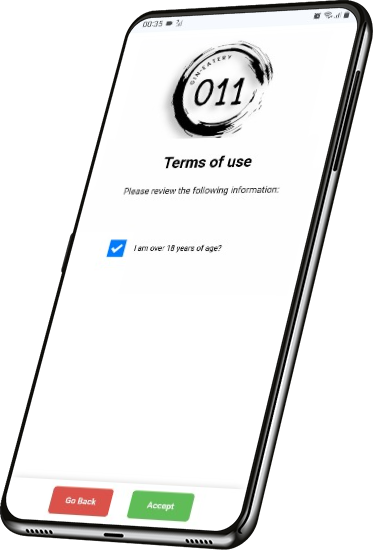 00:35
GIN-EATERY
011
Terms of use
Please review the following information:
I am over 18 years of age?
Go Back
Accept